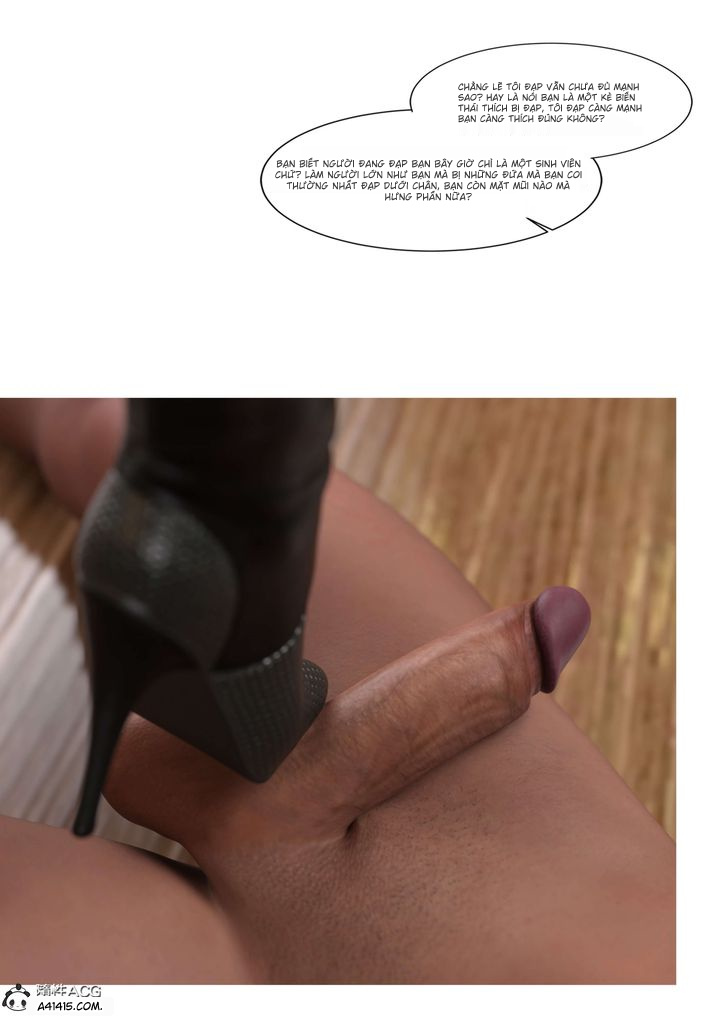 CHẲNG LẼ TÔI ĐẠP VẪN CHƯA ĐỦ MẠNH
SAO? HAY LÀ NÓI BẠN LÀ MỘT KẺ BIẾN
THÁI THÍCH BỊ ĐẠP, TÔI ĐẠP CÀNG MẠNH
BẠN CÀNG THÍCH ĐÚNG KHÔNG?
BẠN BIẾT NGƯỜI ĐANG ĐẠP BẠN BÂY GIỜ CHỈ LÀ MỘT SINH VIÊN
CHỨ? LÀM NGƯỜI LỚN NHƯ BẠN MÀ BỊ NHỮNG ĐỨA MÀ BẠN COI
THƯỜNG NHẤT ĐẠP DƯỚI CHÂN, BẠN CÒN MẶT MŨI NÀO MÀ
HƯNG PHẤN NỮA?
ACG
A41415.COM.